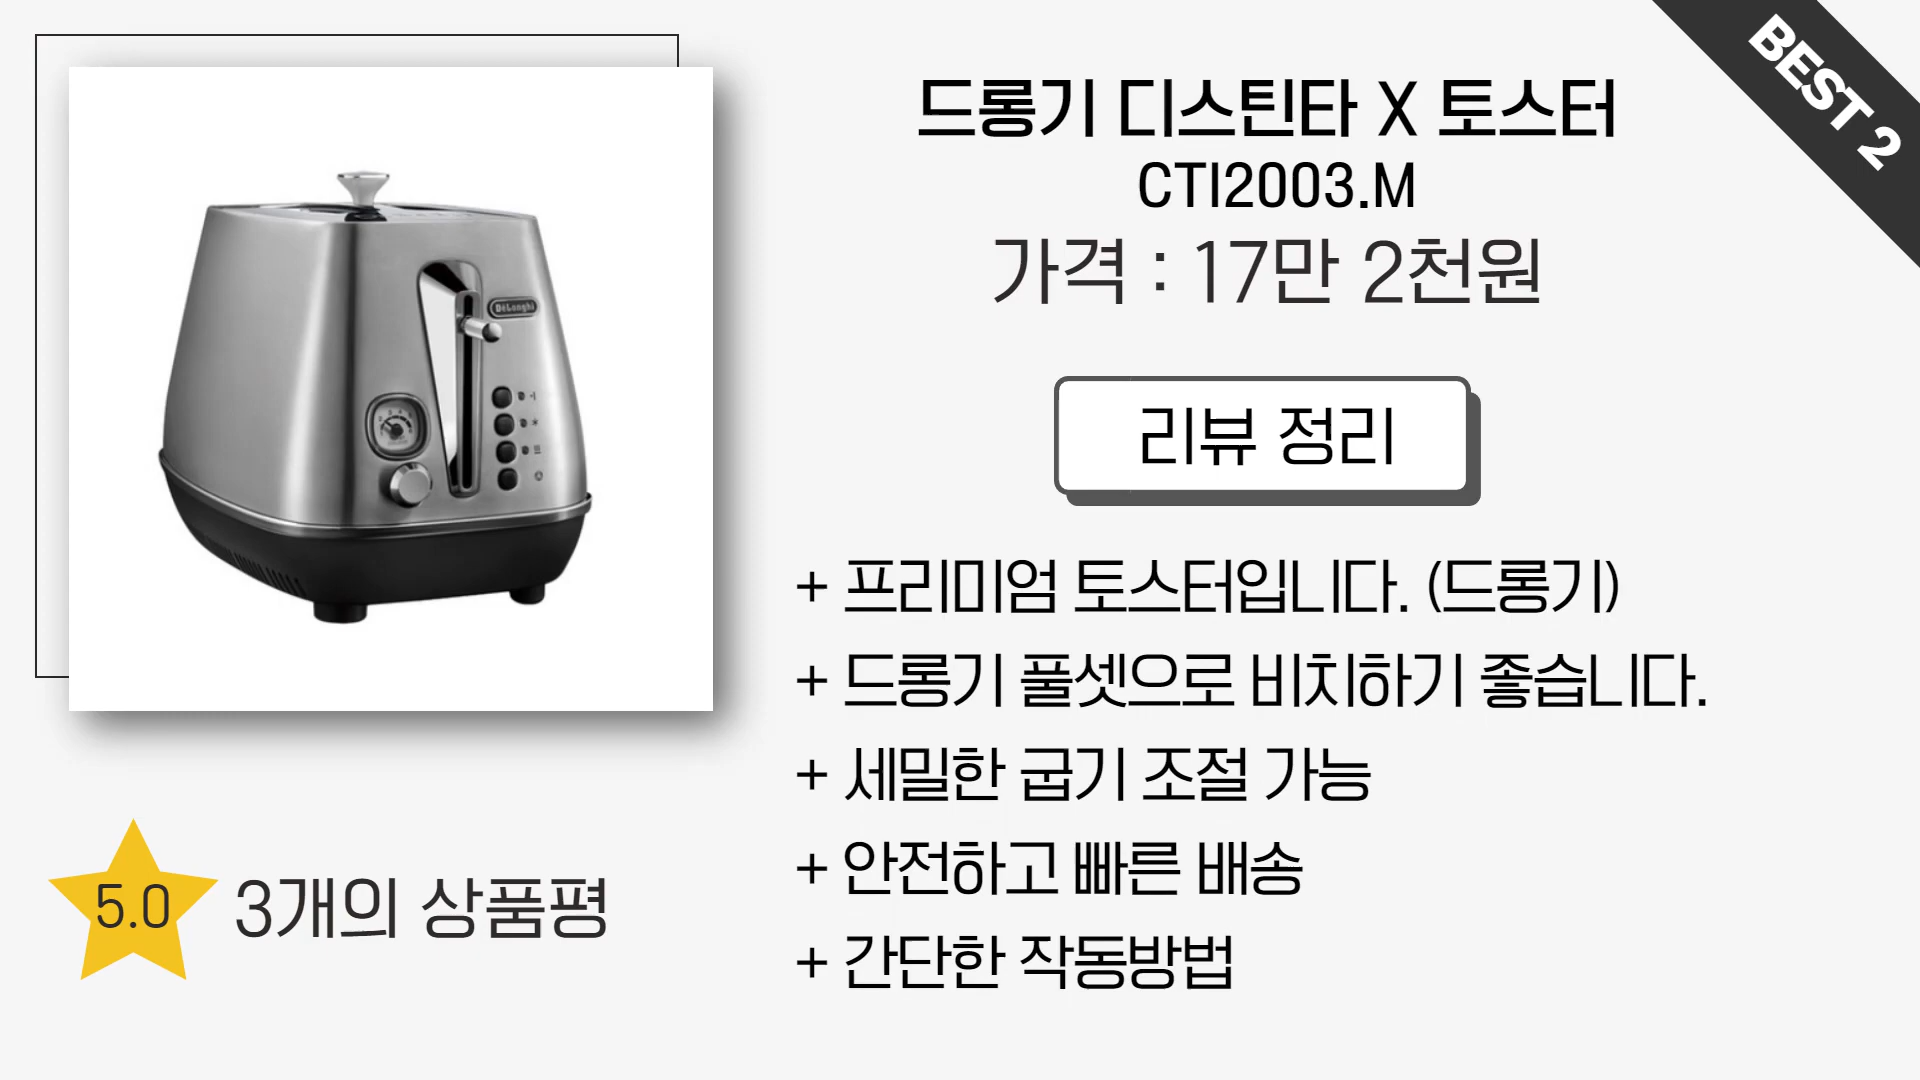 BEST 2
드롱기 디스틴타 X 토스터
CTI2003.M
가격 : 17만 2천원
DeLonghi
리뷰 정리
+ 프리미엄 토스터입니다. (드롱기)
+ 드롱기 풀셋으로 비치하기 좋습니다.
+ 세밀한 굽기 조절 가능
+ 안전하고 빠른 배송
+ 간단한 작동방법
5.0 3개의 상품평